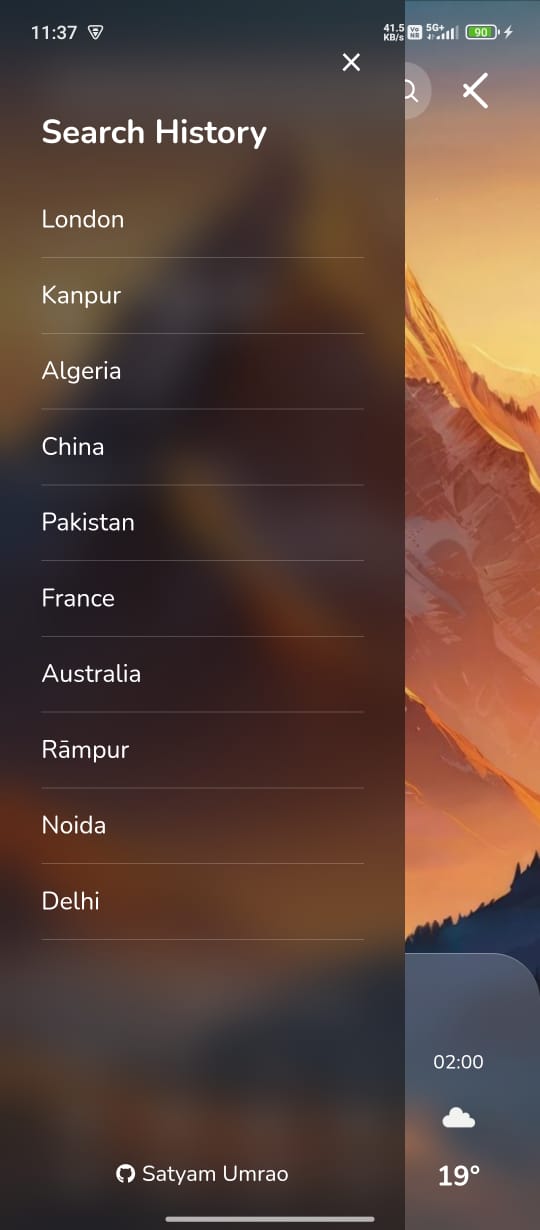 11:37
41.5 KB/s
Vo NR
5G+
90
Search History
London
Kanpur
Algeria
China
Pakistan
France
Australia
Rāmpur
Noida
Delhi
02:00
19°
Satyam Umrao